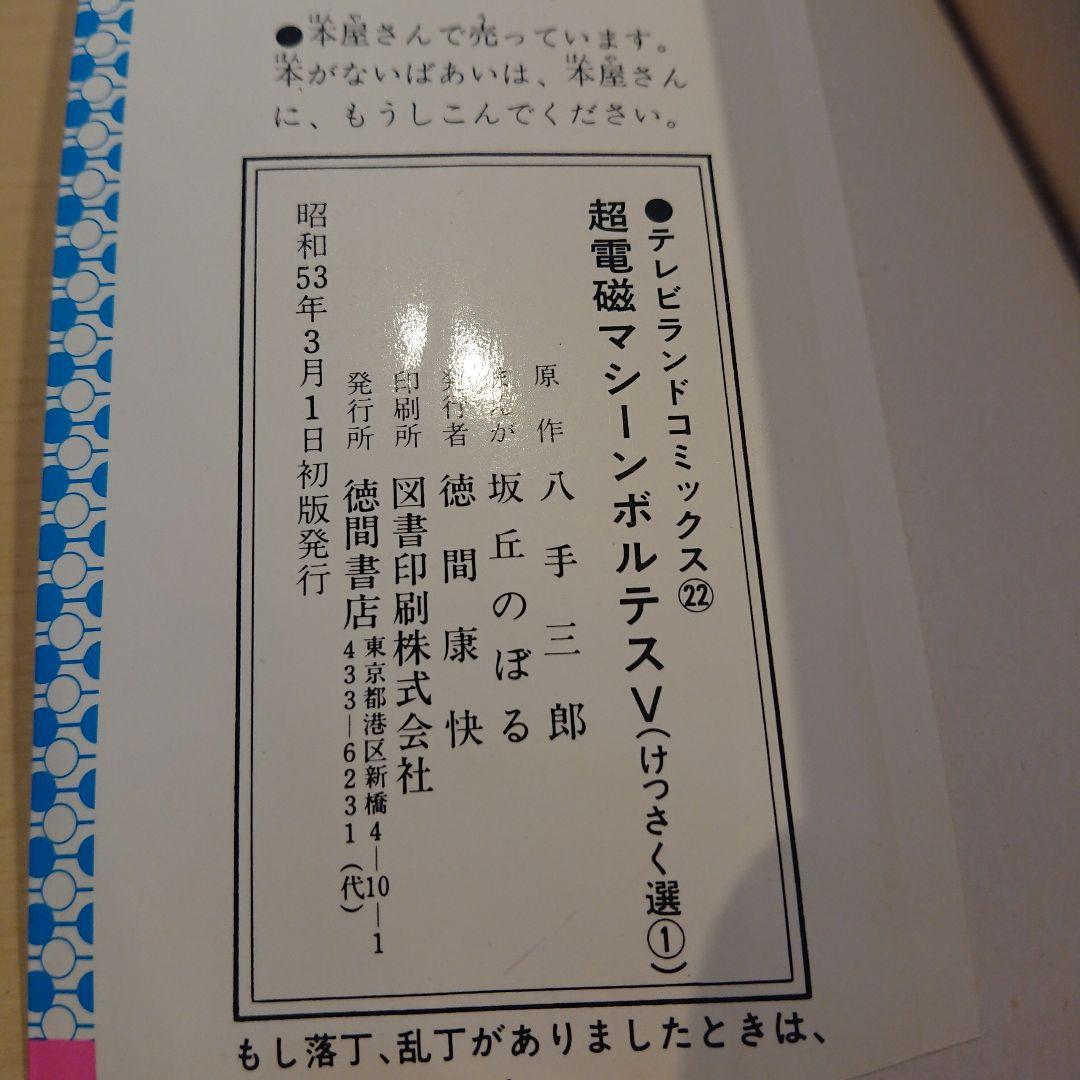 ●本屋さんで売っています。
本がないばあいは、本屋さん
に、もうしこんでください。
●テレビランドコミックス㉒
超電磁マシーンボルテスV(けっさく選①)
原作 八手三郎
まんが 坂丘のぼる
発行者 徳間康快
印刷所 図書印刷株式会社
発行所 徳間書店 東京都港区新橋4―10―1
433―6231(代)
昭和53年3月1日初版発行
もし落丁、乱丁がありましたときは、